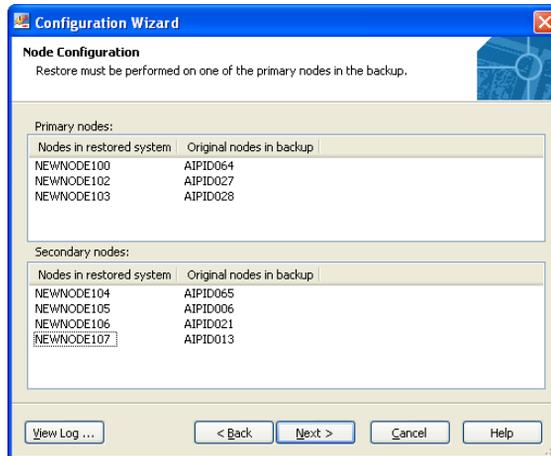 Configuration Wizard
Node Configuration
Restore must be performed on one of the primary nodes in the backup.
Primary nodes:
Nodes in restored system Original nodes in backup
NEWNODE100 AIPID064
NEWNODE102 AIPID027
NEWNODE103 AIPID028
Secondary nodes:
Nodes in restored system Original nodes in backup
NEWNODE104 AIPID065
NEWNODE105 AIPID006
NEWNODE106 AIPID021
NEWNODE107 AIPID013
View Log ... < Back Next > Cancel Help